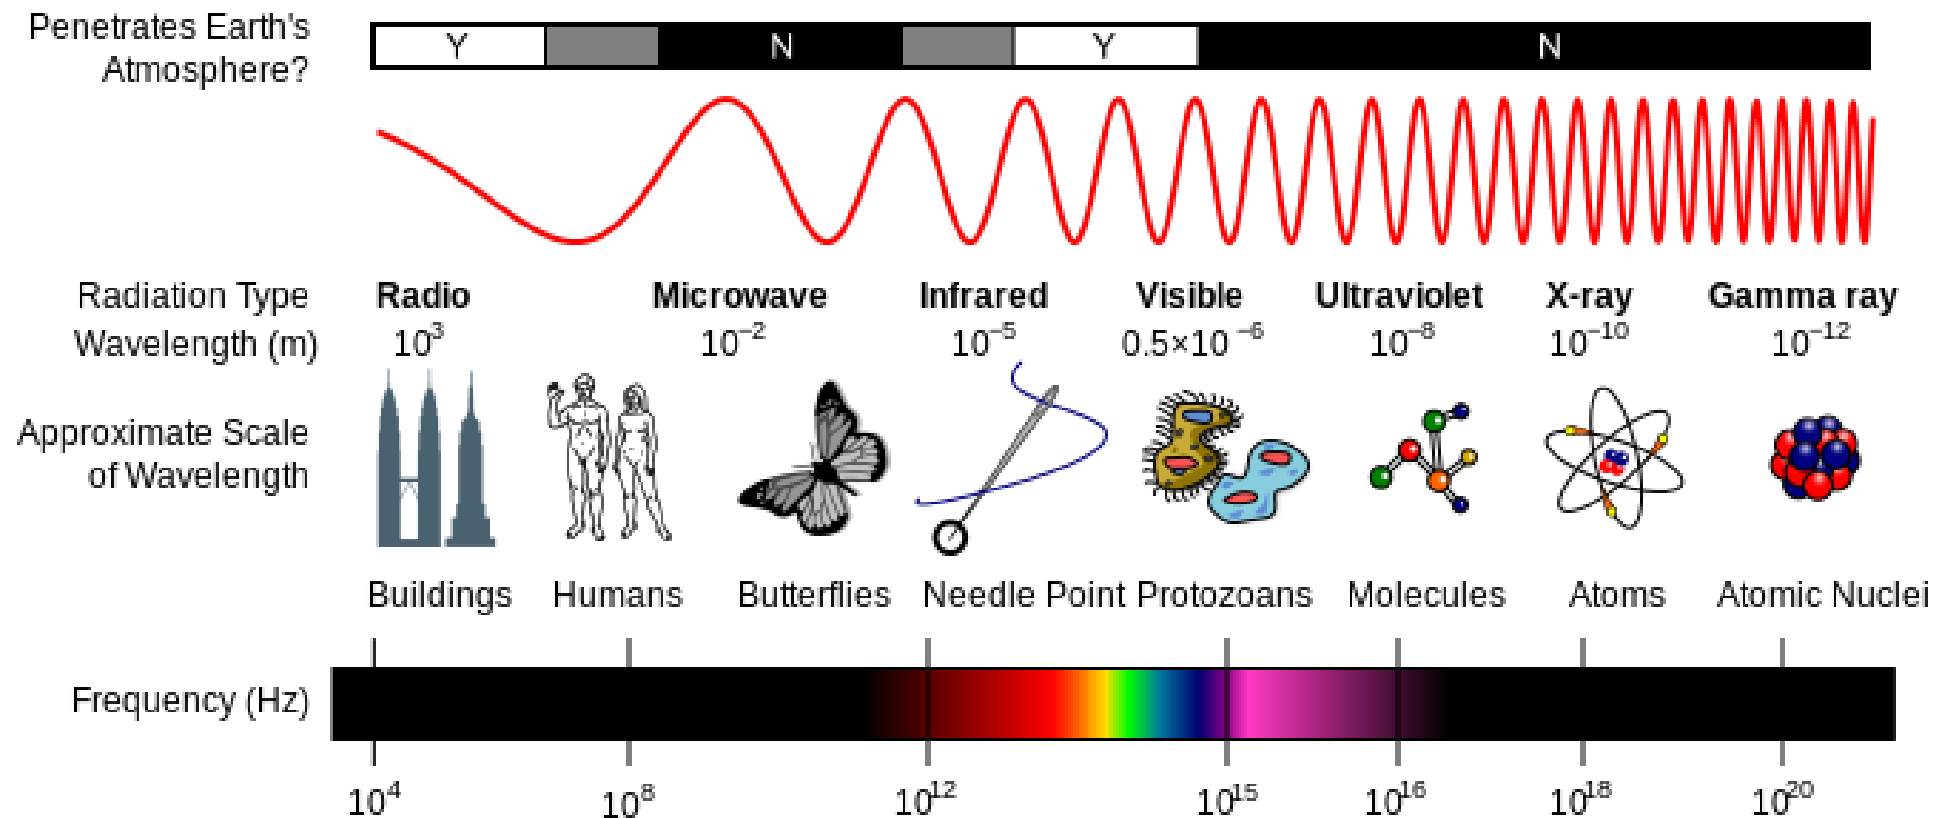 Penetrates Earth's
Atmosphere?
Y N Y N
Radiation Type Radio Microwave Infrared Visible Ultraviolet X-ray Gamma ray
Wavelength (m) 10³ 10⁻² 10⁻⁵ 0.5×10⁻⁶ 10⁻⁸ 10⁻¹⁰ 10⁻¹²
Approximate Scale
of Wavelength
Buildings Humans Butterflies Needle Point Protozoans Molecules Atoms Atomic Nuclei
Frequency (Hz)
10⁴ 10⁸ 10¹² 10¹⁵ 10¹⁶ 10¹⁸ 10²⁰